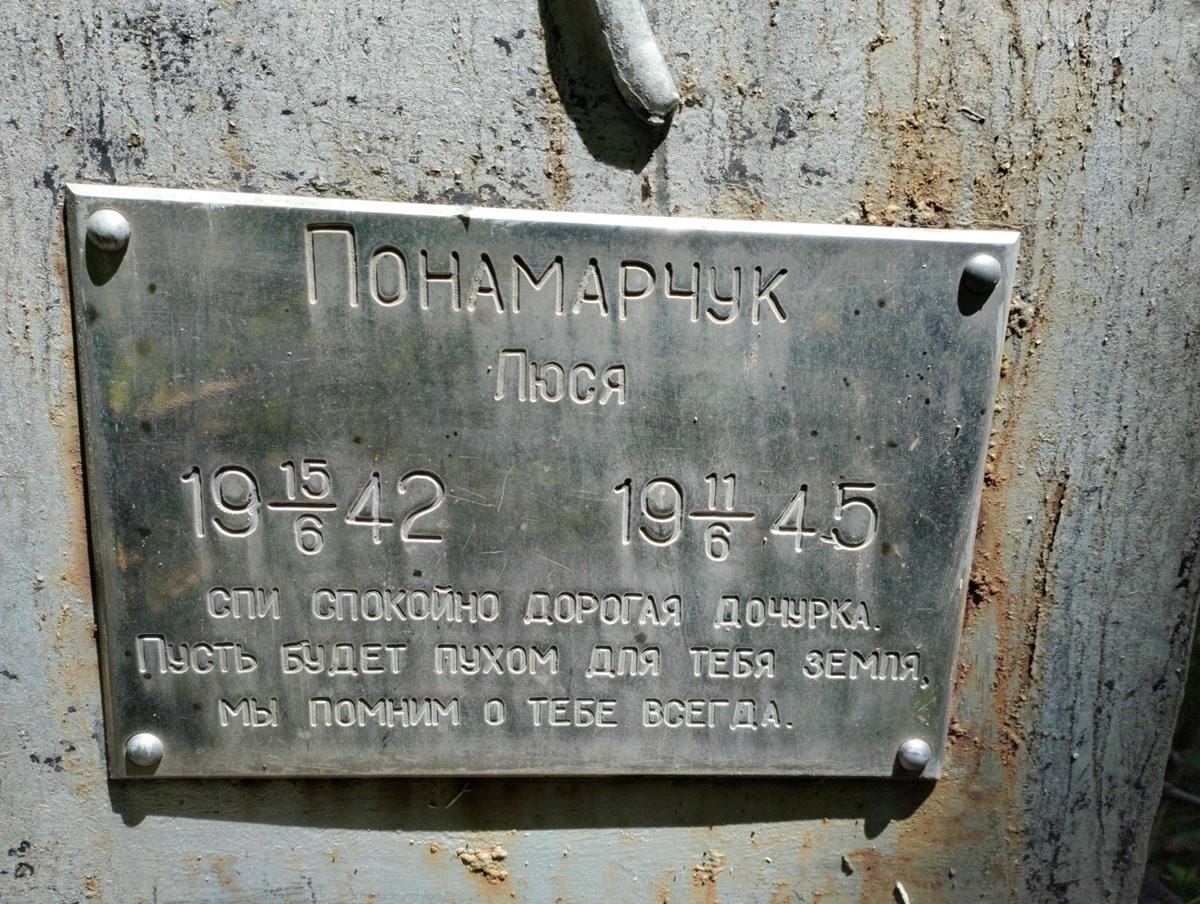 Понамарчук
Люся
19 15/6 42 19 11/6 45
спи спокойно дорогая дочурка.
Пусть будет пухом для тебя земля,
мы помним о тебе всегда.